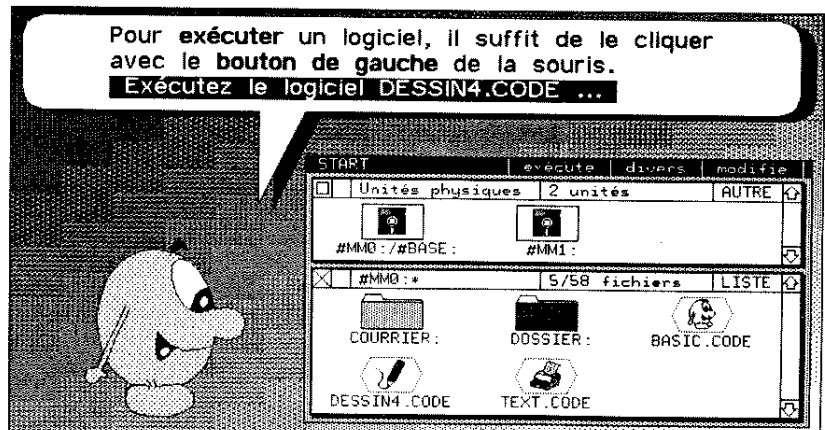 Pour exécuter un logiciel, il suffit de le cliquer
avec le bouton de gauche de la souris.
Exécutez le logiciel DESSIN4.CODE ...
START exécute divers modifie
Unités physiques 2 unités AUTRE
#MM0:/#BASE: #MM1:
#MM0:* 5/58 fichiers LISTE
COURRIER: DOSSIER: BASIC.CODE
DESSIN4.CODE TEXT.CODE